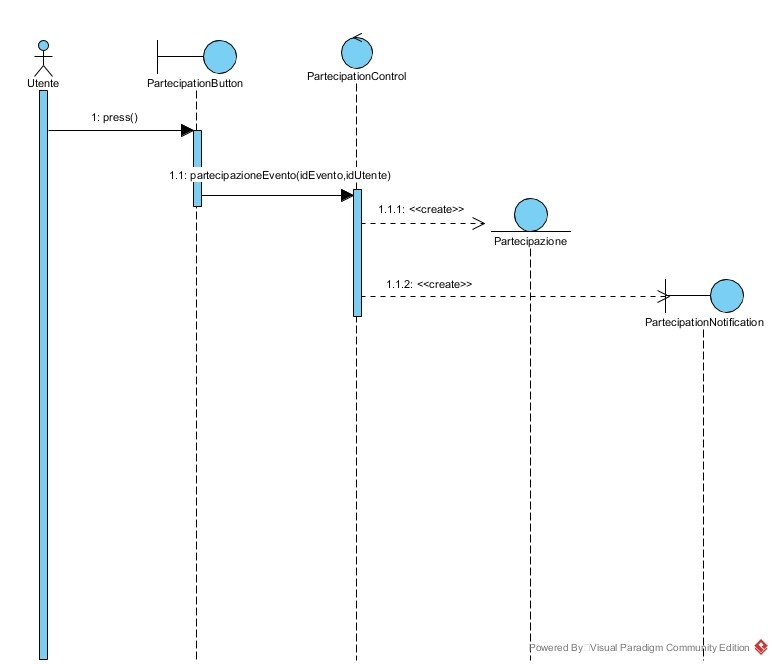 Utente
PartecipationButton
PartecipationControl
1: press()
1.1: partecipazioneEvento(idEvento,idUtente)
1.1.1: <<create>>
Partecipazione
1.1.2: <<create>>
PartecipationNotification
Powered By Visual Paradigm Community Edition